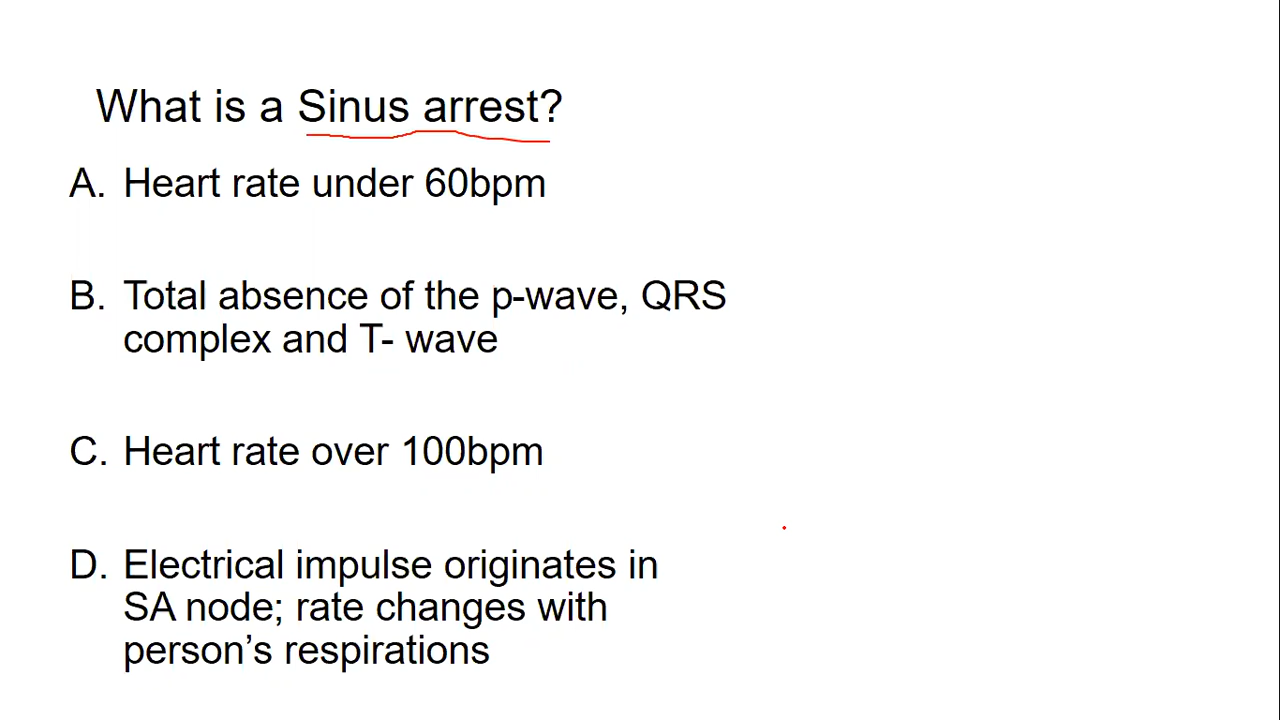 What is a Sinus arrest?
A. Heart rate under 60bpm
B. Total absence of the p-wave, QRS
complex and T- wave
C. Heart rate over 100bpm
D. Electrical impulse originates in
SA node; rate changes with
person’s respirations